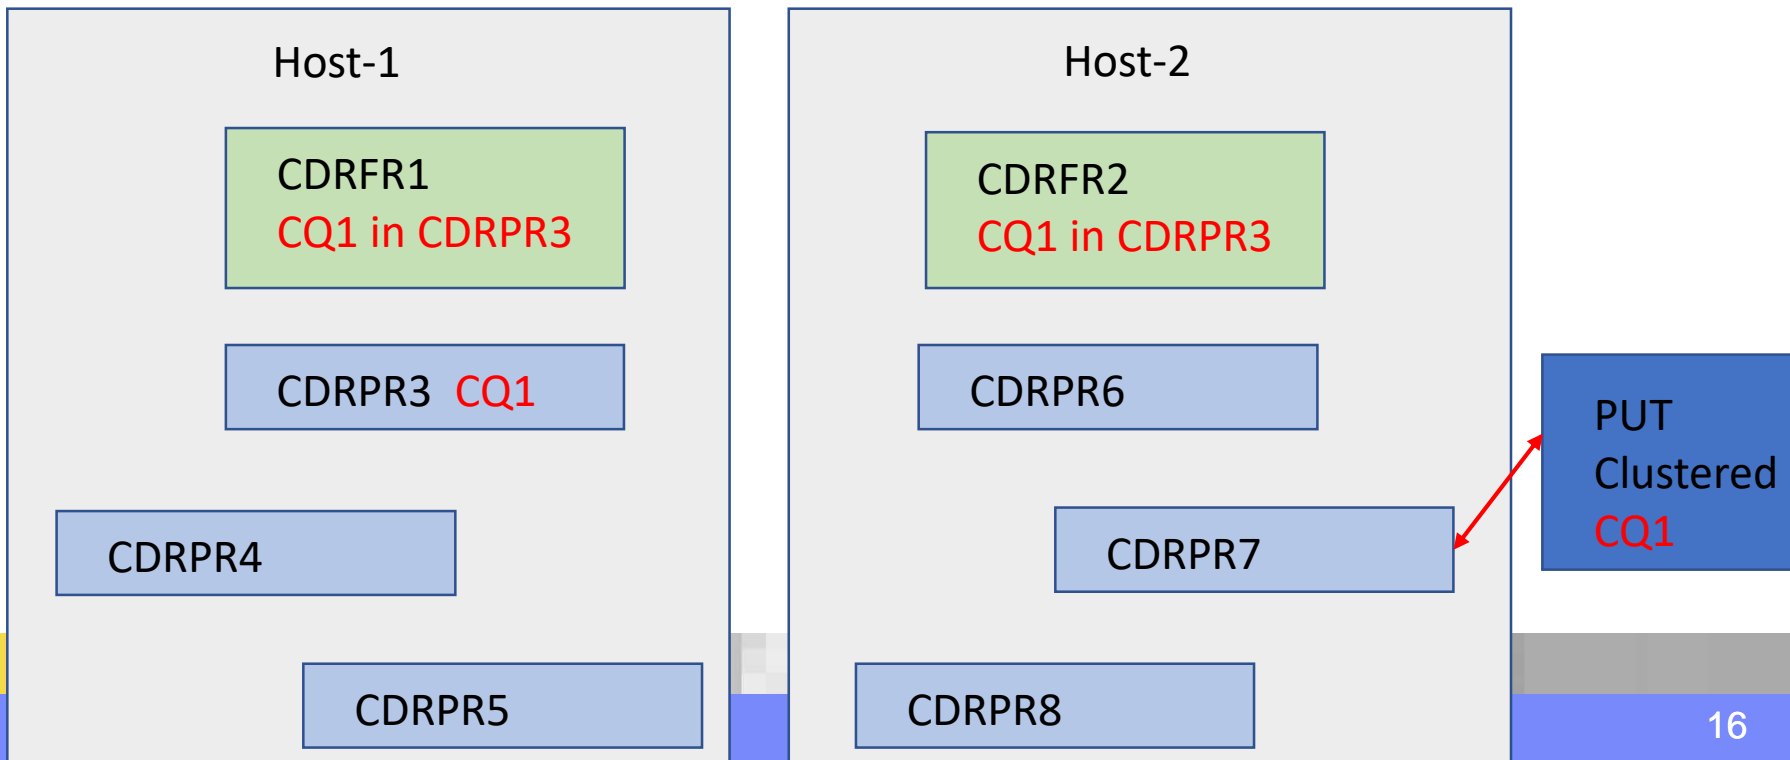 Host-1
CDRFR1
CQ1 in CDRPR3
CDRPR3 CQ1
CDRPR4
CDRPR5
Host-2
CDRFR2
CQ1 in CDRPR3
CDRPR6
CDRPR7
CDRPR8
PUT
Clustered
CQ1
16